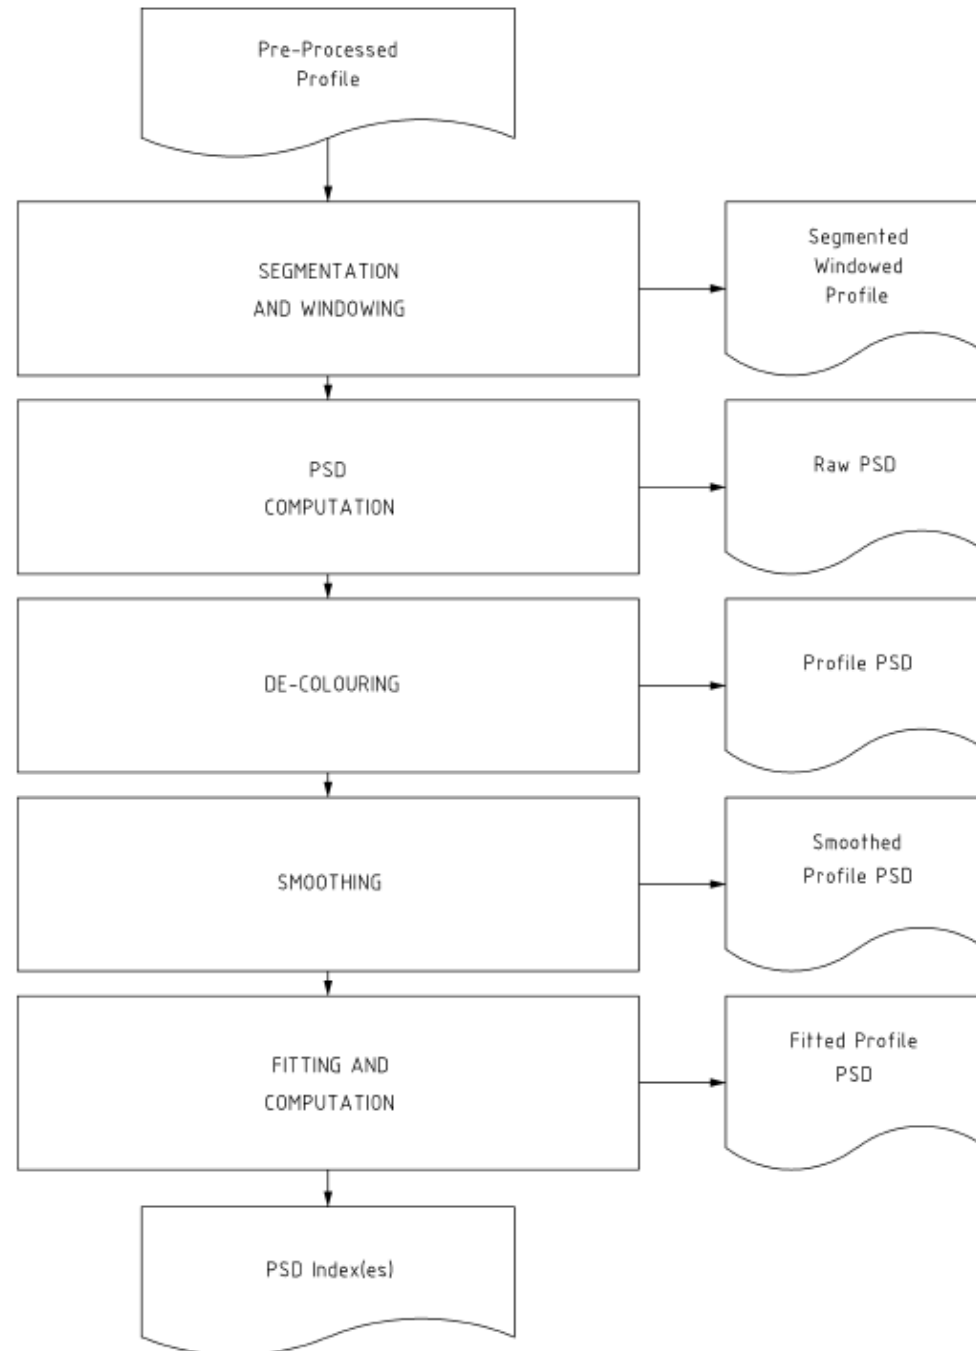 Pre-Processed
Profile
SEGMENTATION
AND WINDOWING
Segmented
Windowed
Profile
PSD
COMPUTATION
Raw PSD
DE-COLOURING
Profile PSD
SMOOTHING
Smoothed
Profile PSD
FITTING AND
COMPUTATION
Fitted Profile
PSD
PSD Index(es)